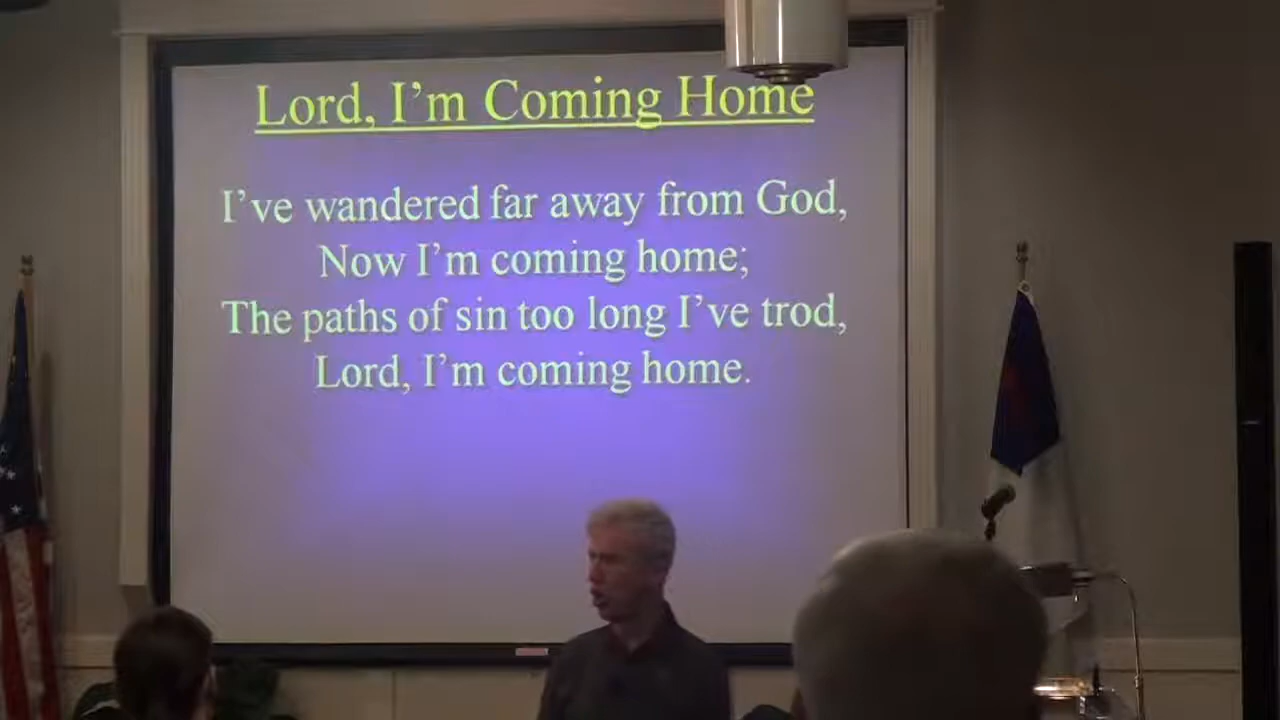 Lord, I'm Coming Home
I've wandered far away from God,
Now I'm coming home;
The paths of sin too long I've trod,
Lord, I'm coming home.